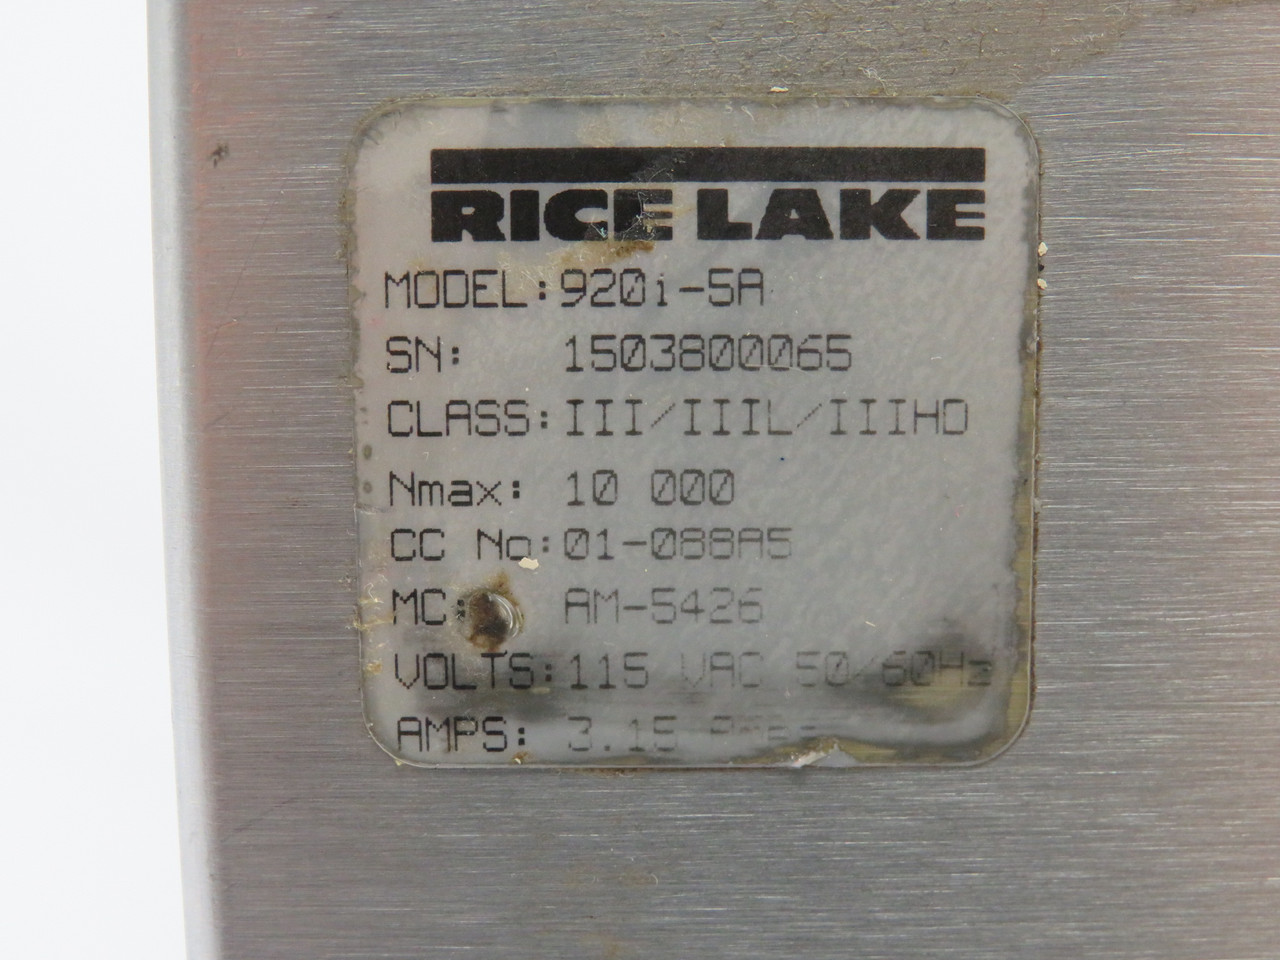 RICE LAKE
MODEL: 920i-5A
SN: 1503800065
CLASS: III/IIIL/IIIHD
Nmax: 10 000
CC No: 01-088A5
MC: AM-5426
VOLTS: 115 VAC 50/60Hz
AMPS: 3.15